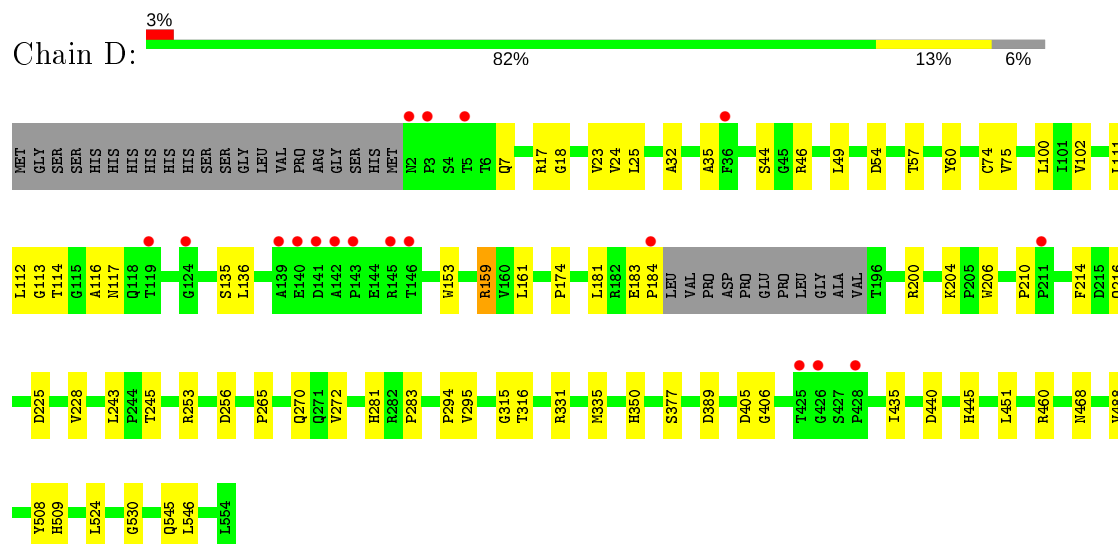 3%
Chain D:
82% 13% 6%
MET GLY SER SER HIS HIS HIS HIS HIS HIS SER SER GLY LEU VAL PRO ARG GLY SER HIS MET N2 P3 S4 T5 T6 Q7 R17 G18 V23 V24 L25 A32 A35 F36 S44 G45 R46 L49 D54 T57 Y60 C74 V75 L100 I101 V102 L111
L112 G113 T114 G115 A116 N117 Q118 T119 G124 S135 L136 A139 E140 D141 A142 P143 E144 R145 T146 W153 R159 V160 L161 P174 L181 R182 E183 P184 LEU VAL PRO ASP PRO GLU PRO LEU GLY ALA VAL T196 R200 K204 P205 W206 P210 P211 F214 D215 Q216
D225 V228 L243 P244 T245 R253 D256 P265 Q270 Q271 V272 H281 R282 P283 P294 V295 G315 T316 R331 M335 H350 S377 D389 D405 G406 T425 G426 S427 P428 I435 D440 H445 L451 R460 N468
Y508 H509 L524 G530 Q545 L546 L554